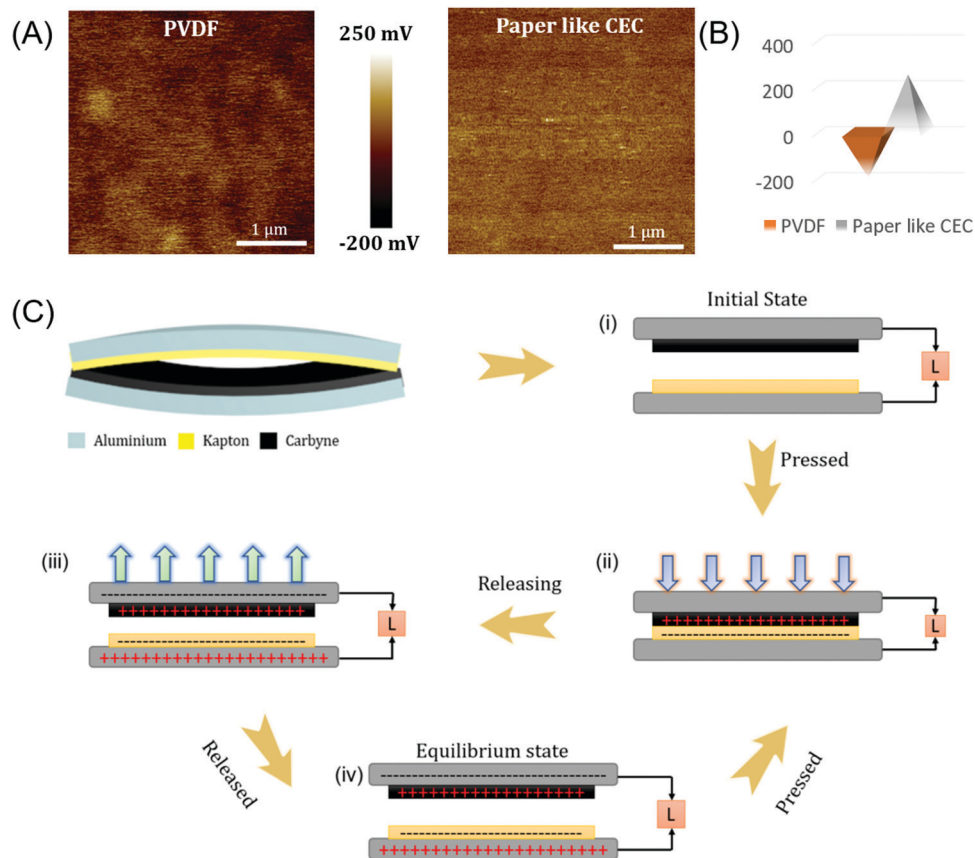 (A)
PVDF
250 mV
-200 mV
1 µm
Paper like CEC
1 µm
(B)
400
200
0
-200
PVDF
Paper like CEC
(C)
Aluminium
Kapton
Carbyne
Initial State
(i)
L
Pressed
(iii)
L
Releasing
(ii)
L
Released
Equilibrium state
(iv)
L
Pressed